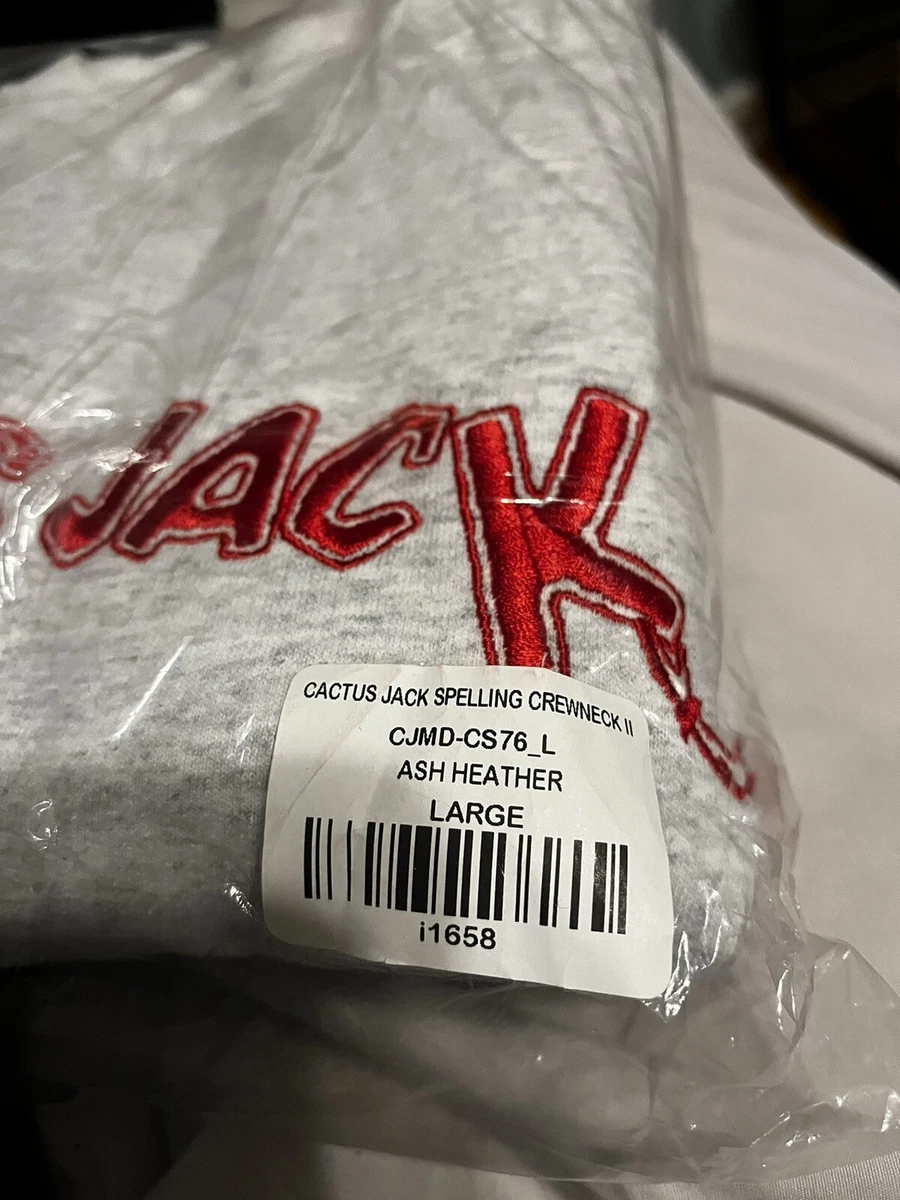 JACK
CACTUS JACK SPELLING CREWNECK II
CJMD-CS76_L
ASH HEATHER
LARGE
i1658